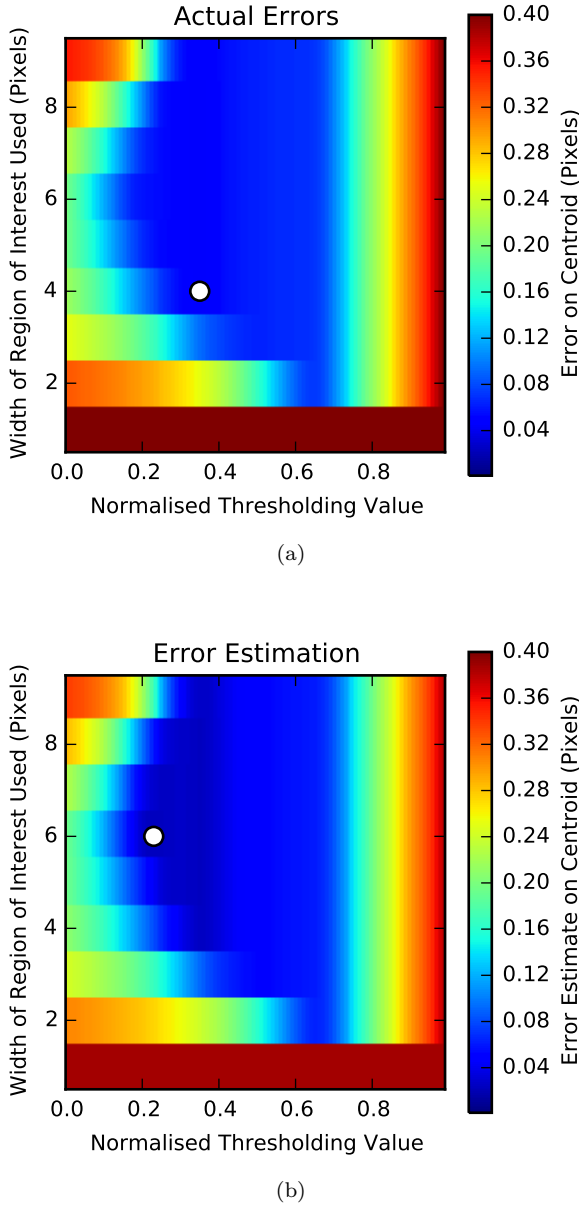 Actual Errors
Width of Region of Interest Used (Pixels)
8
6
4
2
0.0 0.2 0.4 0.6 0.8
Normalised Thresholding Value
0.40
0.36
0.32
0.28
0.24
0.20
0.16
0.12
0.08
0.04
Error on Centroid (Pixels)
(a)
Error Estimation
Width of Region of Interest Used (Pixels)
8
6
4
2
0.0 0.2 0.4 0.6 0.8
Normalised Thresholding Value
0.40
0.36
0.32
0.28
0.24
0.20
0.16
0.12
0.08
0.04
Error Estimate on Centroid (Pixels)
(b)